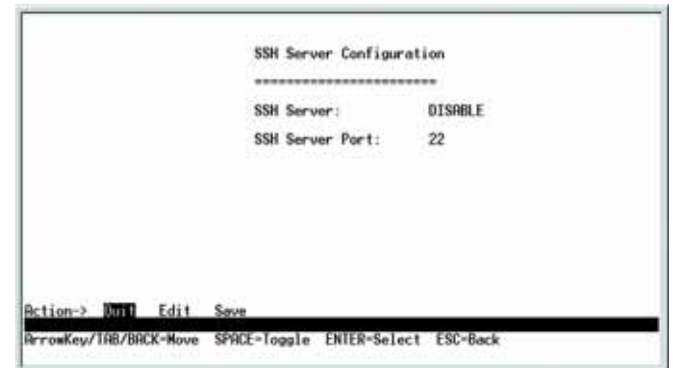 SSH Server Configuration
========================
SSH Server: DISABLE
SSH Server Port: 22
Action-> Quit Edit Save
ArrowKey/TAB/BACK=Move SPACE=Toggle ENTER=Select ESC=Back